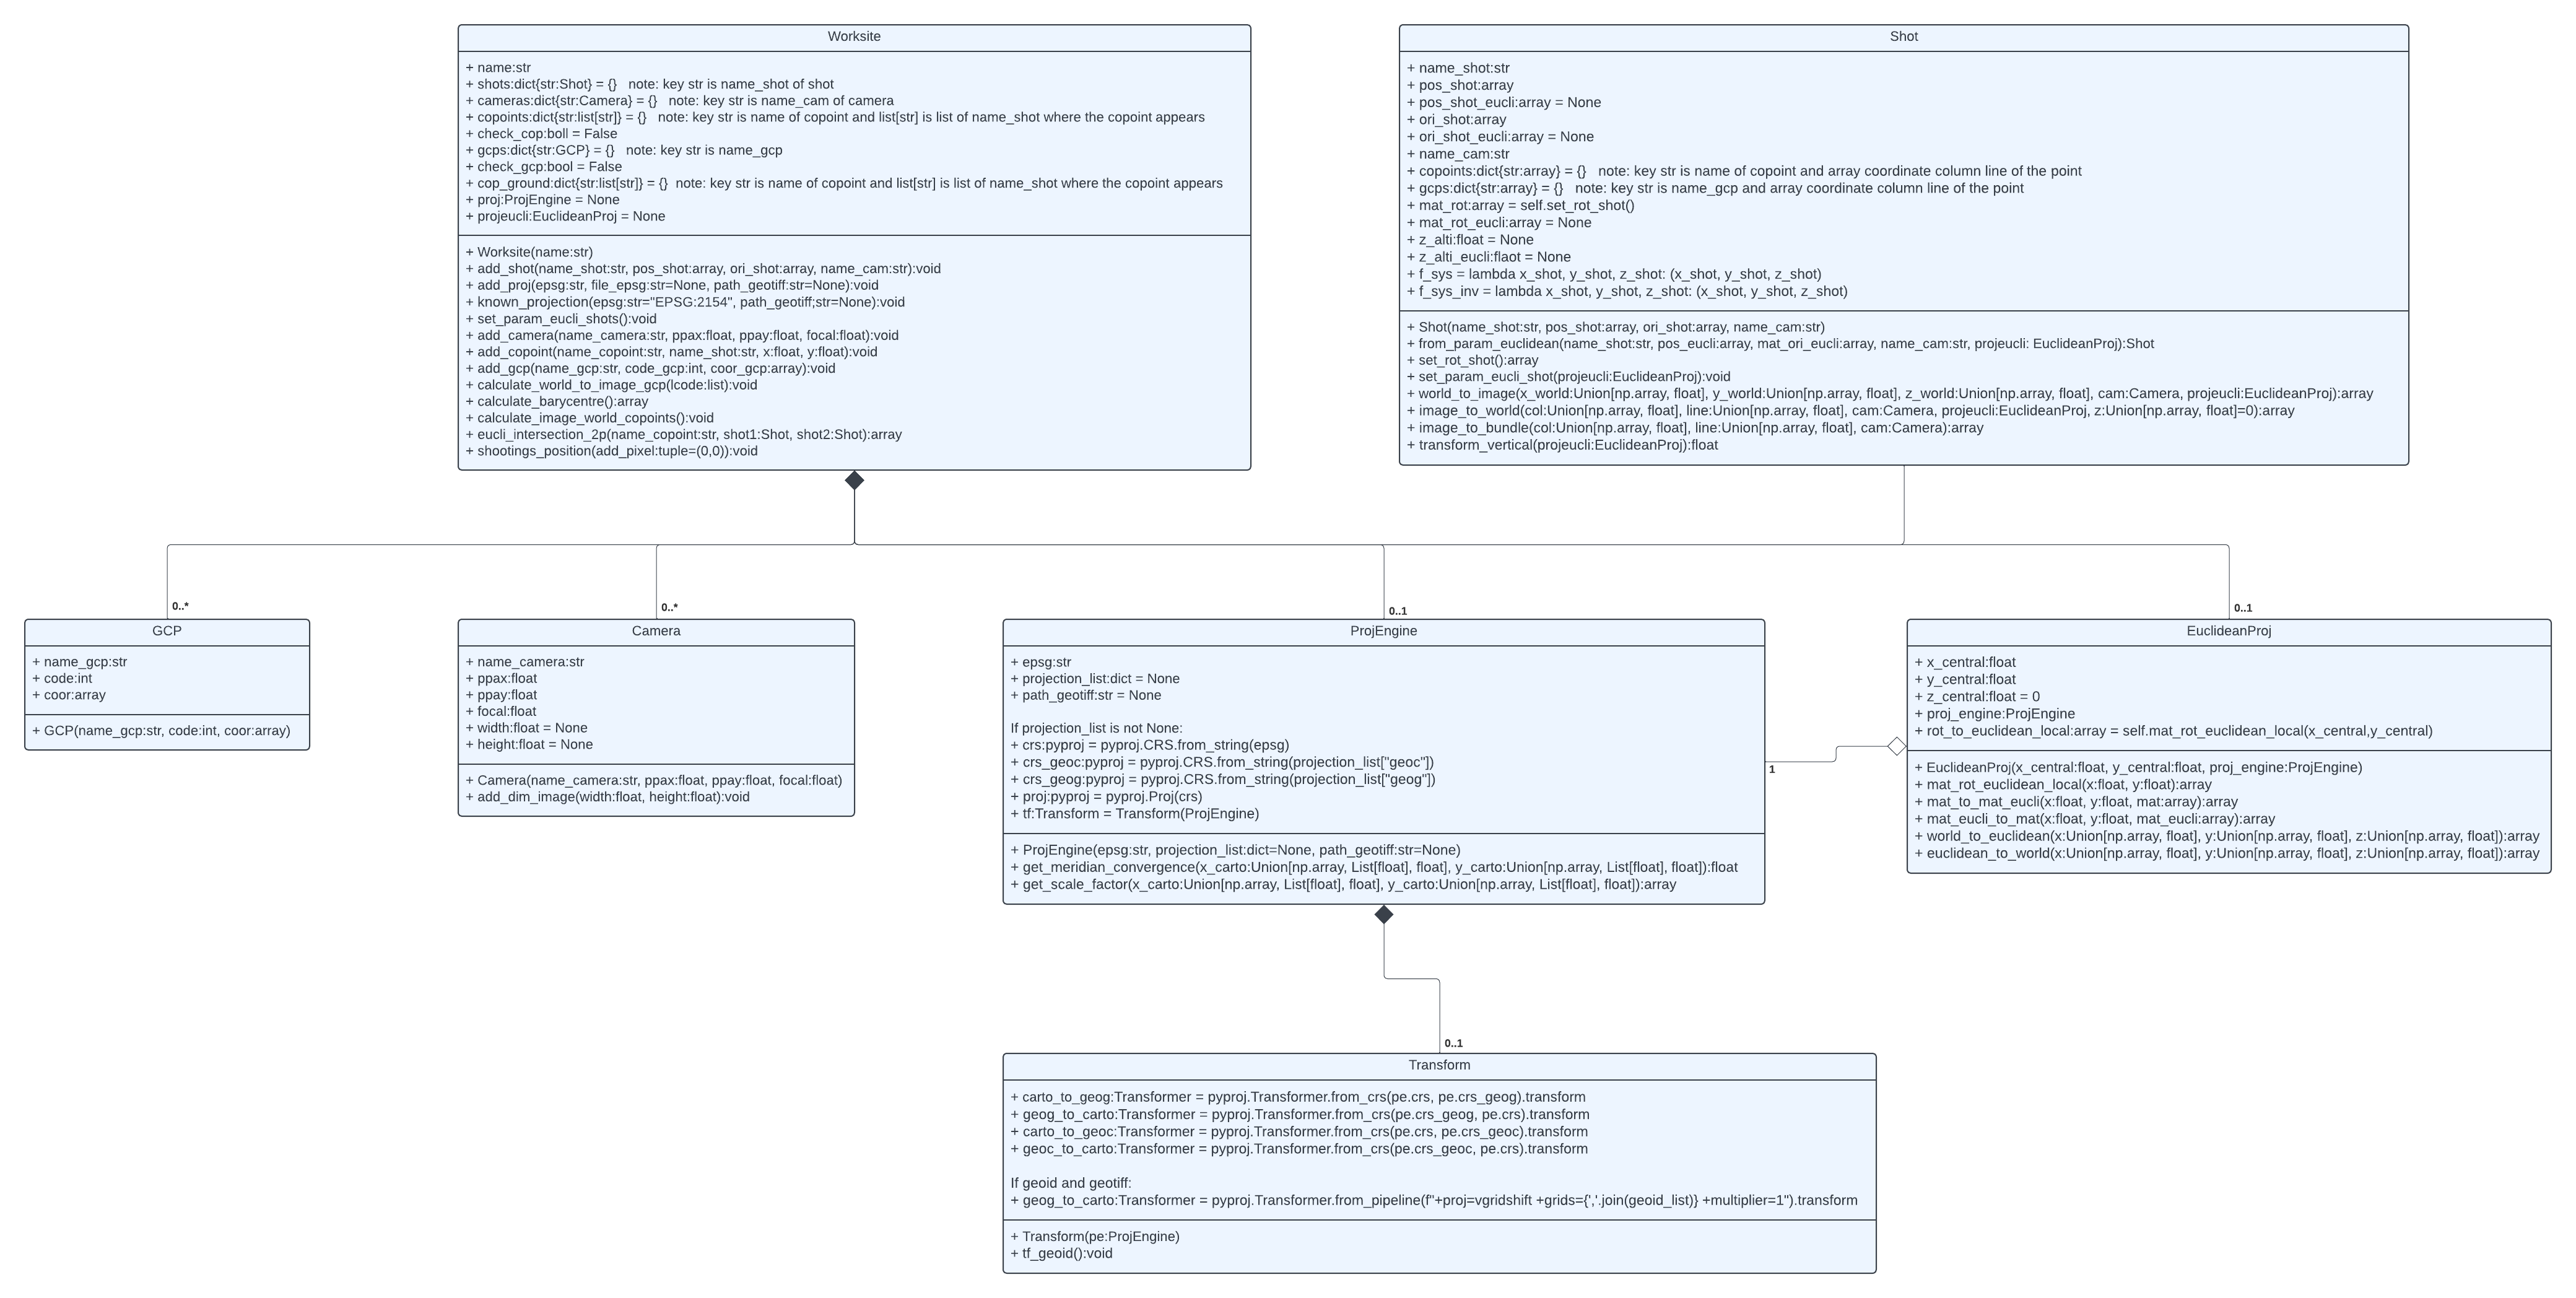 Worksite
+ name:str
+ shots:dict{str:Shot} = {}   note: key str is name_shot of shot
+ cameras:dict{str:Camera} = {}   note: key str is name_cam of camera
+ copoints:dict{str:list[str]} = {}   note: key str is name of copoint and list[str] is list of name_shot where the copoint appears
+ check_cop:boll = False
+ gcps:dict{str:GCP} = {}   note: key str is name_gcp
+ check_gcp:bool = False
+ cop_ground:dict{str:list[str]} = {}  note: key str is name of copoint and list[str] is list of name_shot where the copoint appears
+ proj:ProjEngine = None
+ projeucli:EuclideanProj = None
+ Worksite(name:str)
+ add_shot(name_shot:str, pos_shot:array, ori_shot:array, name_cam:str):void
+ add_proj(epsg:str, file_epsg:str=None, path_geotiff:str=None):void
+ known_projection(epsg:str="EPSG:2154", path_geotiff;str=None):void
+ set_param_eucli_shots():void
+ add_camera(name_camera:str, ppax:float, ppay:float, focal:float):void
+ add_copoint(name_copoint:str, name_shot:str, x:float, y:float):void
+ add_gcp(name_gcp:str, code_gcp:int, coor_gcp:array):void
+ calculate_world_to_image_gcp(lcode:list):void
+ calculate_barycentre():array
+ calculate_image_world_copoints():void
+ eucli_intersection_2p(name_copoint:str, shot1:Shot, shot2:Shot):array
+ shootings_position(add_pixel:tuple=(0,0)):void
Shot
+ name_shot:str
+ pos_shot:array
+ pos_shot_eucli:array = None
+ ori_shot:array
+ ori_shot_eucli:array = None
+ name_cam:str
+ copoints:dict{str:array} = {}   note: key str is name of copoint and array coordinate column line of the point
+ gcps:dict{str:array} = {}   note: key str is name_gcp and array coordinate column line of the point
+ mat_rot:array = self.set_rot_shot()
+ mat_rot_eucli:array = None
+ z_alti:float = None
+ z_alti_eucli:flaot = None
+ f_sys = lambda x_shot, y_shot, z_shot: (x_shot, y_shot, z_shot)
+ f_sys_inv = lambda x_shot, y_shot, z_shot: (x_shot, y_shot, z_shot)
+ Shot(name_shot:str, pos_shot:array, ori_shot:array, name_cam:str)
+ from_param_euclidean(name_shot:str, pos_eucli:array, mat_ori_eucli:array, name_cam:str, projeucli: EuclideanProj):Shot
+ set_rot_shot():array
+ set_param_eucli_shot(projeucli:EuclideanProj):void
+ world_to_image(x_world:Union[np.array, float], y_world:Union[np.array, float], z_world:Union[np.array, float], cam:Camera, projeucli:EuclideanProj):array
+ image_to_world(col:Union[np.array, float], line:Union[np.array, float], cam:Camera, projeucli:EuclideanProj, z:Union[np.array, float]=0):array
+ image_to_bundle(col:Union[np.array, float], line:Union[np.array, float], cam:Camera):array
+ transform_vertical(projeucli:EuclideanProj):float
0..*
0..*
0..1
0..1
GCP
+ name_gcp:str
+ code:int
+ coor:array
+ GCP(name_gcp:str, code:int, coor:array)
Camera
+ name_camera:str
+ ppax:float
+ ppay:float
+ focal:float
+ width:float = None
+ height:float = None
+ Camera(name_camera:str, ppax:float, ppay:float, focal:float)
+ add_dim_image(width:float, height:float):void
ProjEngine
+ epsg:str
+ projection_list:dict = None
+ path_geotiff:str = None
If projection_list is not None:
+ crs:pyproj = pyproj.CRS.from_string(epsg)
+ crs_geoc:pyproj = pyproj.CRS.from_string(projection_list["geoc"])
+ crs_geog:pyproj = pyproj.CRS.from_string(projection_list["geog"])
+ proj:pyproj = pyproj.Proj(crs)
+ tf:Transform = Transform(ProjEngine)
+ ProjEngine(epsg:str, projection_list:dict=None, path_geotiff:str=None)
+ get_meridian_convergence(x_carto:Union[np.array, List[float], float], y_carto:Union[np.array, List[float], float]):float
+ get_scale_factor(x_carto:Union[np.array, List[float], float], y_carto:Union[np.array, List[float], float]):array
1
EuclideanProj
+ x_central:float
+ y_central:float
+ z_central:float = 0
+ proj_engine:ProjEngine
+ rot_to_euclidean_local:array = self.mat_rot_euclidean_local(x_central,y_central)
+ EuclideanProj(x_central:float, y_central:float, proj_engine:ProjEngine)
+ mat_rot_euclidean_local(x:float, y:float):array
+ mat_to_mat_eucli(x:float, y:float, mat:array):array
+ mat_eucli_to_mat(x:float, y:float, mat_eucli:array):array
+ world_to_euclidean(x:Union[np.array, float], y:Union[np.array, float], z:Union[np.array, float]):array
+ euclidean_to_world(x:Union[np.array, float], y:Union[np.array, float], z:Union[np.array, float]):array
0..1
Transform
+ carto_to_geog:Transformer = pyproj.Transformer.from_crs(pe.crs, pe.crs_geog).transform
+ geog_to_carto:Transformer = pyproj.Transformer.from_crs(pe.crs_geog, pe.crs).transform
+ carto_to_geoc:Transformer = pyproj.Transformer.from_crs(pe.crs, pe.crs_geoc).transform
+ geoc_to_carto:Transformer = pyproj.Transformer.from_crs(pe.crs_geoc, pe.crs).transform
If geoid and geotiff:
+ geog_to_carto:Transformer = pyproj.Transformer.from_pipeline(f"+proj=vgridshift +grids={','.join(geoid_list)} +multiplier=1").transform
+ Transform(pe:ProjEngine)
+ tf_geoid():void